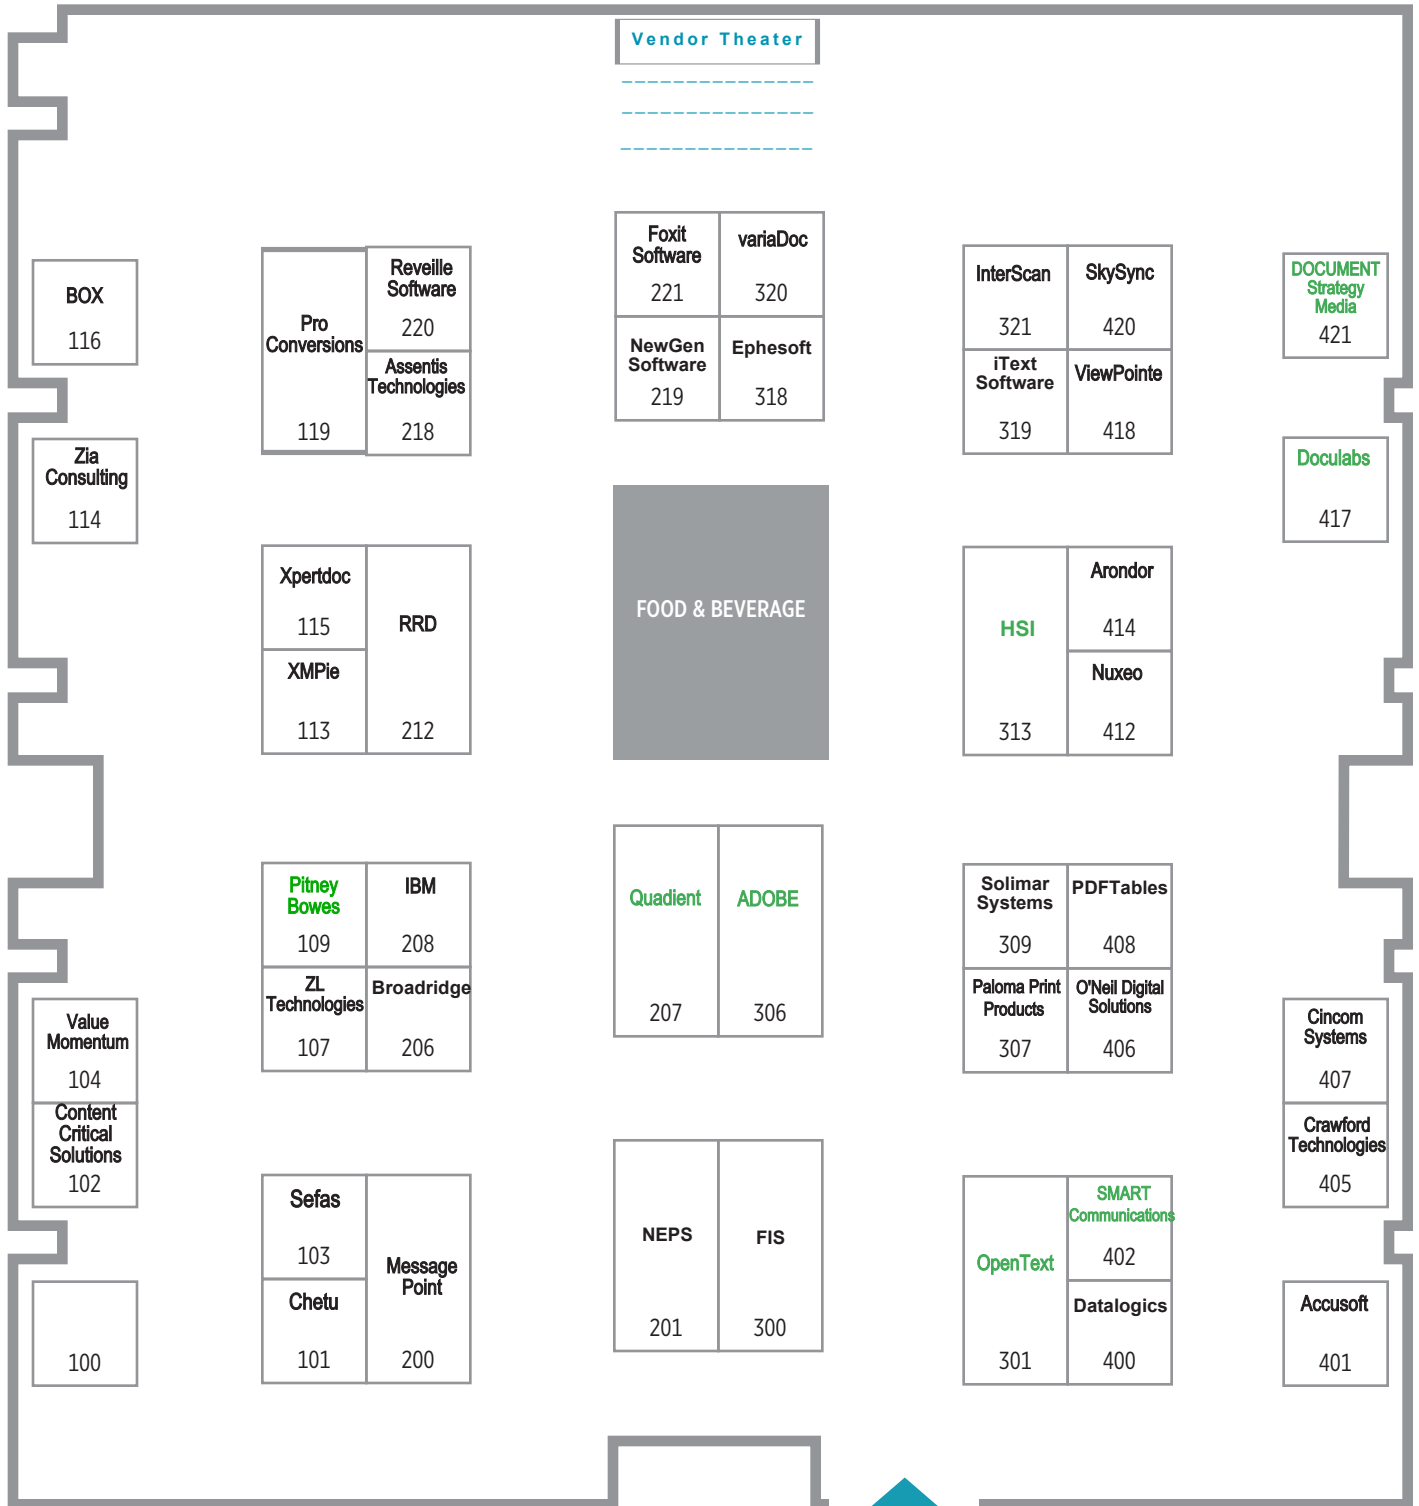 Vendor Theater
Foxit
Software
221
variaDoc
320
NewGen
Software
219
Ephesoft
318
BOX
116
Pro
Conversions
119
Reveille
Software
220
Assentis
Technologies
218
InterScan
321
SkySync
420
iText
Software
319
ViewPointe
418
DOCUMENT
Strategy
Media
421
Zia
Consulting
114
Doculabs
417
Xpertdoc
115
RRD
212
XMPie
113
FOOD & BEVERAGE
HSI
313
Arondor
414
Nuxeo
412
Pitney
Bowes
109
IBM
208
ZL
Technologies
107
Broadridge
206
Quadient
207
ADOBE
306
Solimar
Systems
309
PDFTables
408
Paloma Print
Products
307
O'Neil Digital
Solutions
406
Value
Momentum
104
Content
Critical
Solutions
102
Cincom
Systems
407
Crawford
Technologies
405
Sefas
103
Message
Point
200
Chetu
101
NEPS
201
FIS
300
OpenText
301
SMART
Communications
402
Datalogics
400
100
Accusoft
401